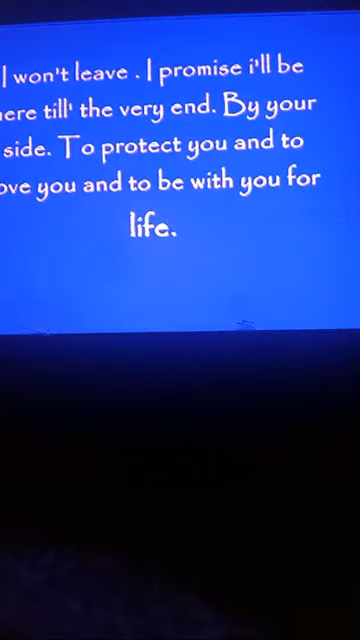 I won't leave . I promise i'll be
till' the very end. By your
side. To protect you and to
you and to be with you for
life.